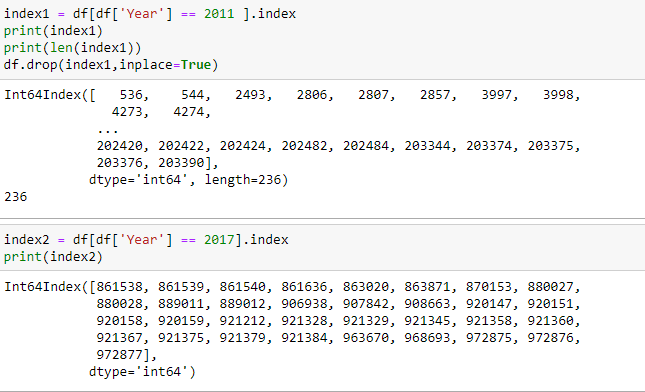 index1 = df[df['Year'] == 2011 ].index
print(index1)
print(len(index1))
df.drop(index1,inplace=True)
Int64Index([   536,    544,   2493,   2806,   2807,   2857,   3997,   3998,
              4273,   4274,
            ...
            202420, 202422, 202424, 202482, 202484, 203344, 203374, 203375,
            203376, 203390],
           dtype='int64', length=236)
236
index2 = df[df['Year'] == 2017].index
print(index2)
Int64Index([861538, 861539, 861540, 861636, 863020, 863871, 870153, 880027,
            880028, 889011, 889012, 906938, 907842, 908663, 920147, 920151,
            920158, 920159, 921212, 921328, 921329, 921345, 921358, 921360,
            921367, 921375, 921379, 921384, 963670, 968693, 972875, 972876,
            972877],
           dtype='int64')